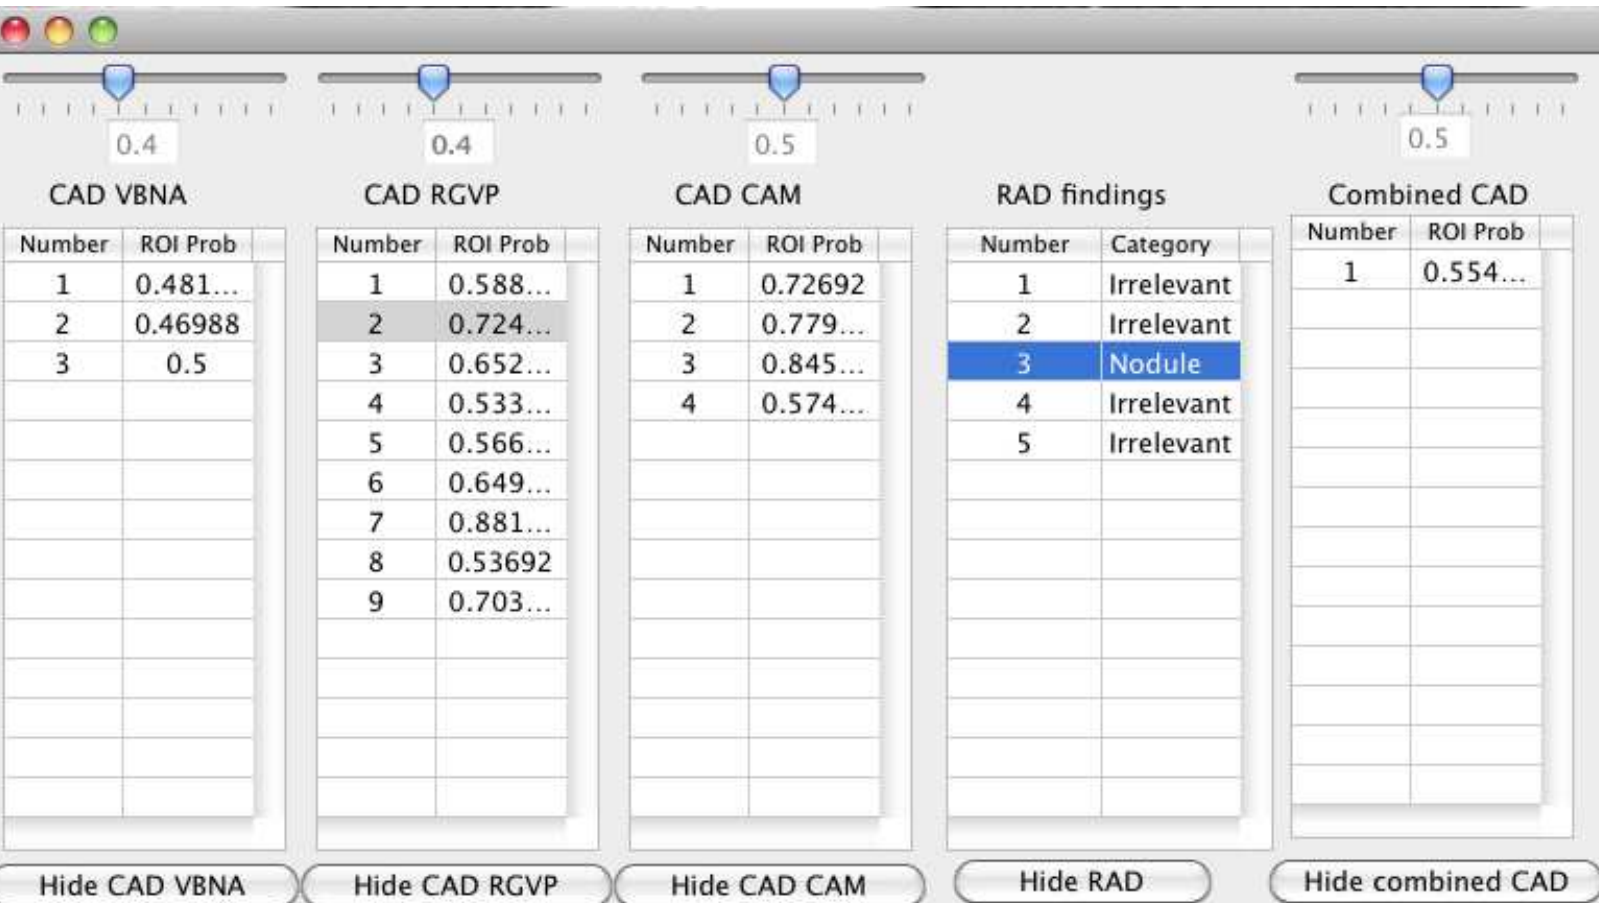 0.4 0.4 0.5 0.5
CAD VBNA CAD RGVP CAD CAM RAD findings Combined CAD
Number ROI Prob Number ROI Prob Number ROI Prob Number Category Number ROI Prob
1 0.481... 1 0.588... 1 0.72692 1 Irrelevant 1 0.554...
2 0.46988 2 0.724... 2 0.779... 2 Irrelevant
3 0.5 3 0.652... 3 0.845... 3 Nodule
4 0.533... 4 0.574... 4 Irrelevant
5 0.566... 5 Irrelevant
6 0.649...
7 0.881...
8 0.53692
9 0.703...
Hide CAD VBNA Hide CAD RGVP Hide CAD CAM Hide RAD Hide combined CAD